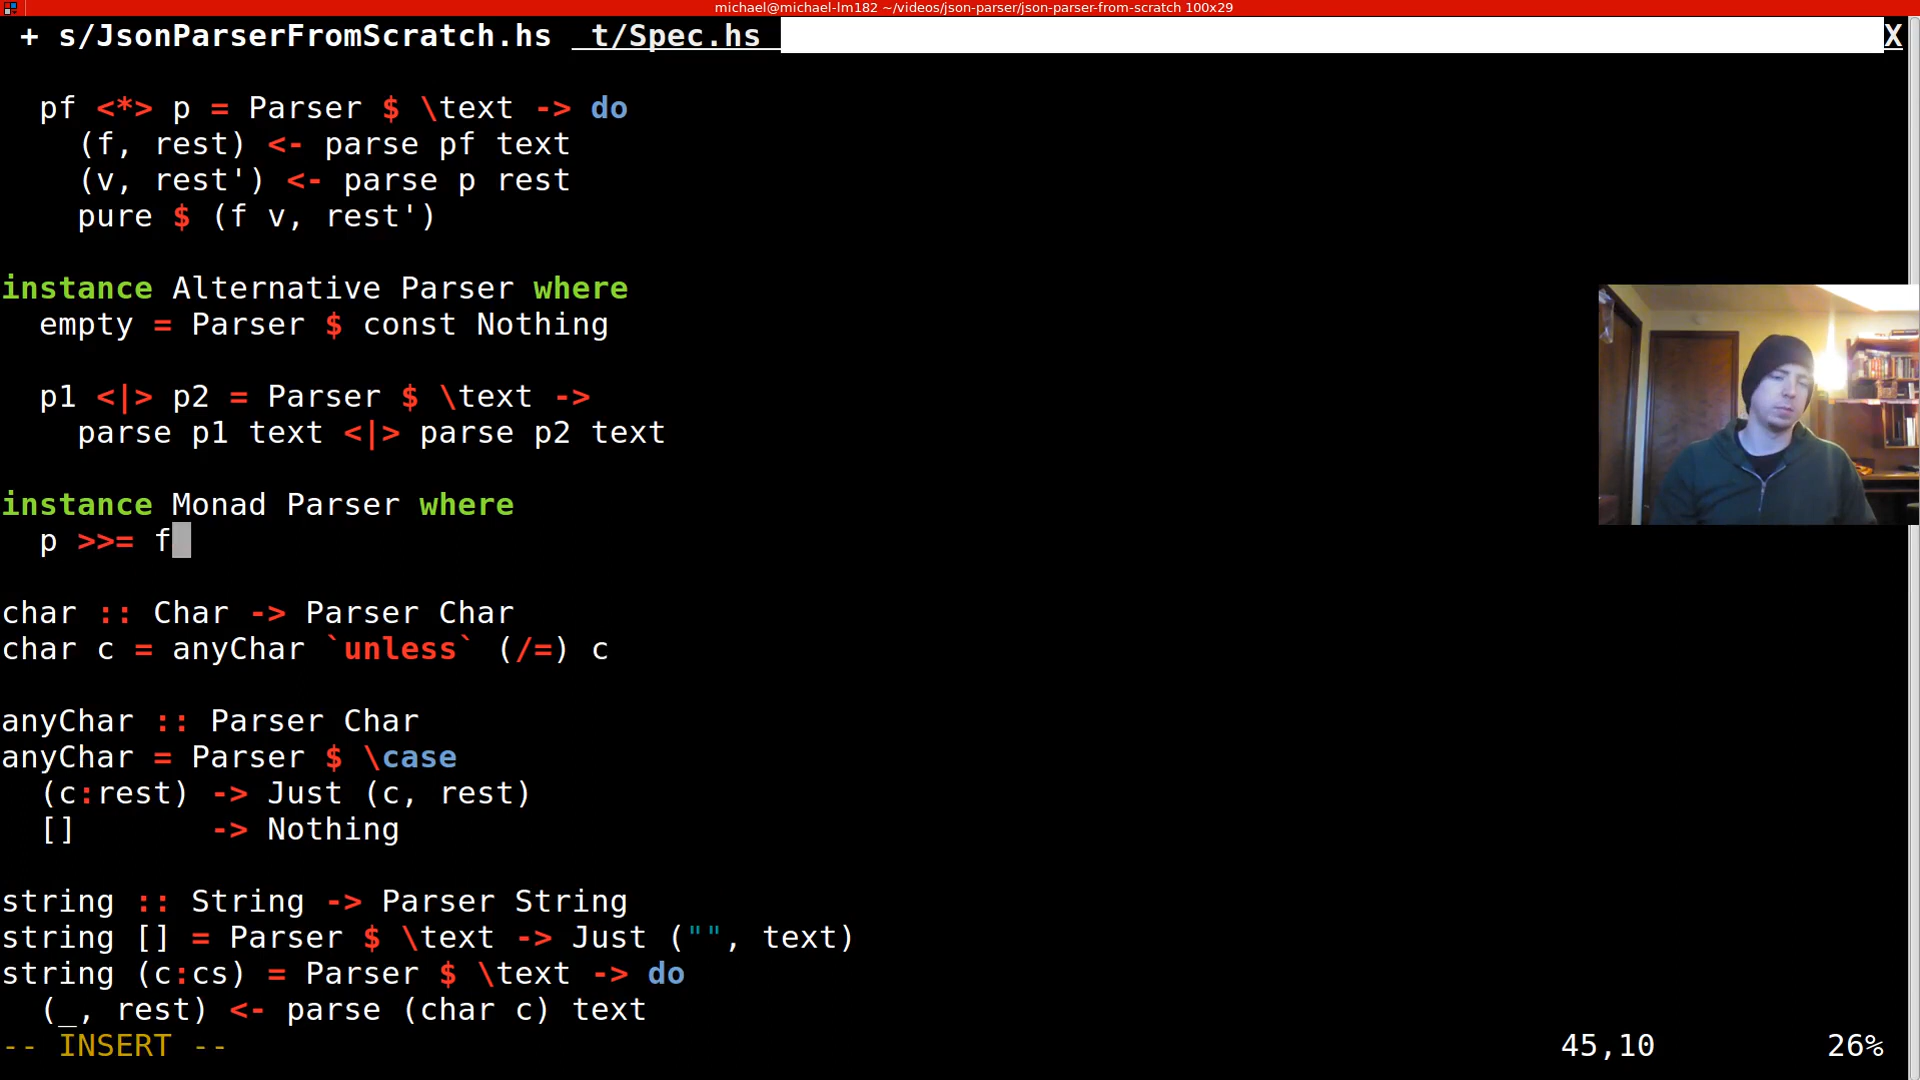 michael@michael-lm182 ~/videos/json-parser/json-parser-from-scratch 100x29
+ s/JsonParserFromScratch.hs  t/Spec.hs X
  pf <*> p = Parser $ \text -> do
    (f, rest) <- parse pf text
    (v, rest') <- parse p rest
    pure $ (f v, rest')
instance Alternative Parser where
  empty = Parser $ const Nothing
  p1 <|> p2 = Parser $ \text ->
    parse p1 text <|> parse p2 text
instance Monad Parser where
  p >>= f
char :: Char -> Parser Char
char c = anyChar `unless` (/=) c
anyChar :: Parser Char
anyChar = Parser $ \case
  (c:rest) -> Just (c, rest)
  []       -> Nothing
string :: String -> Parser String
string [] = Parser $ \text -> Just ("", text)
string (c:cs) = Parser $ \text -> do
  (_, rest) <- parse (char c) text
-- INSERT -- 45,10 26%